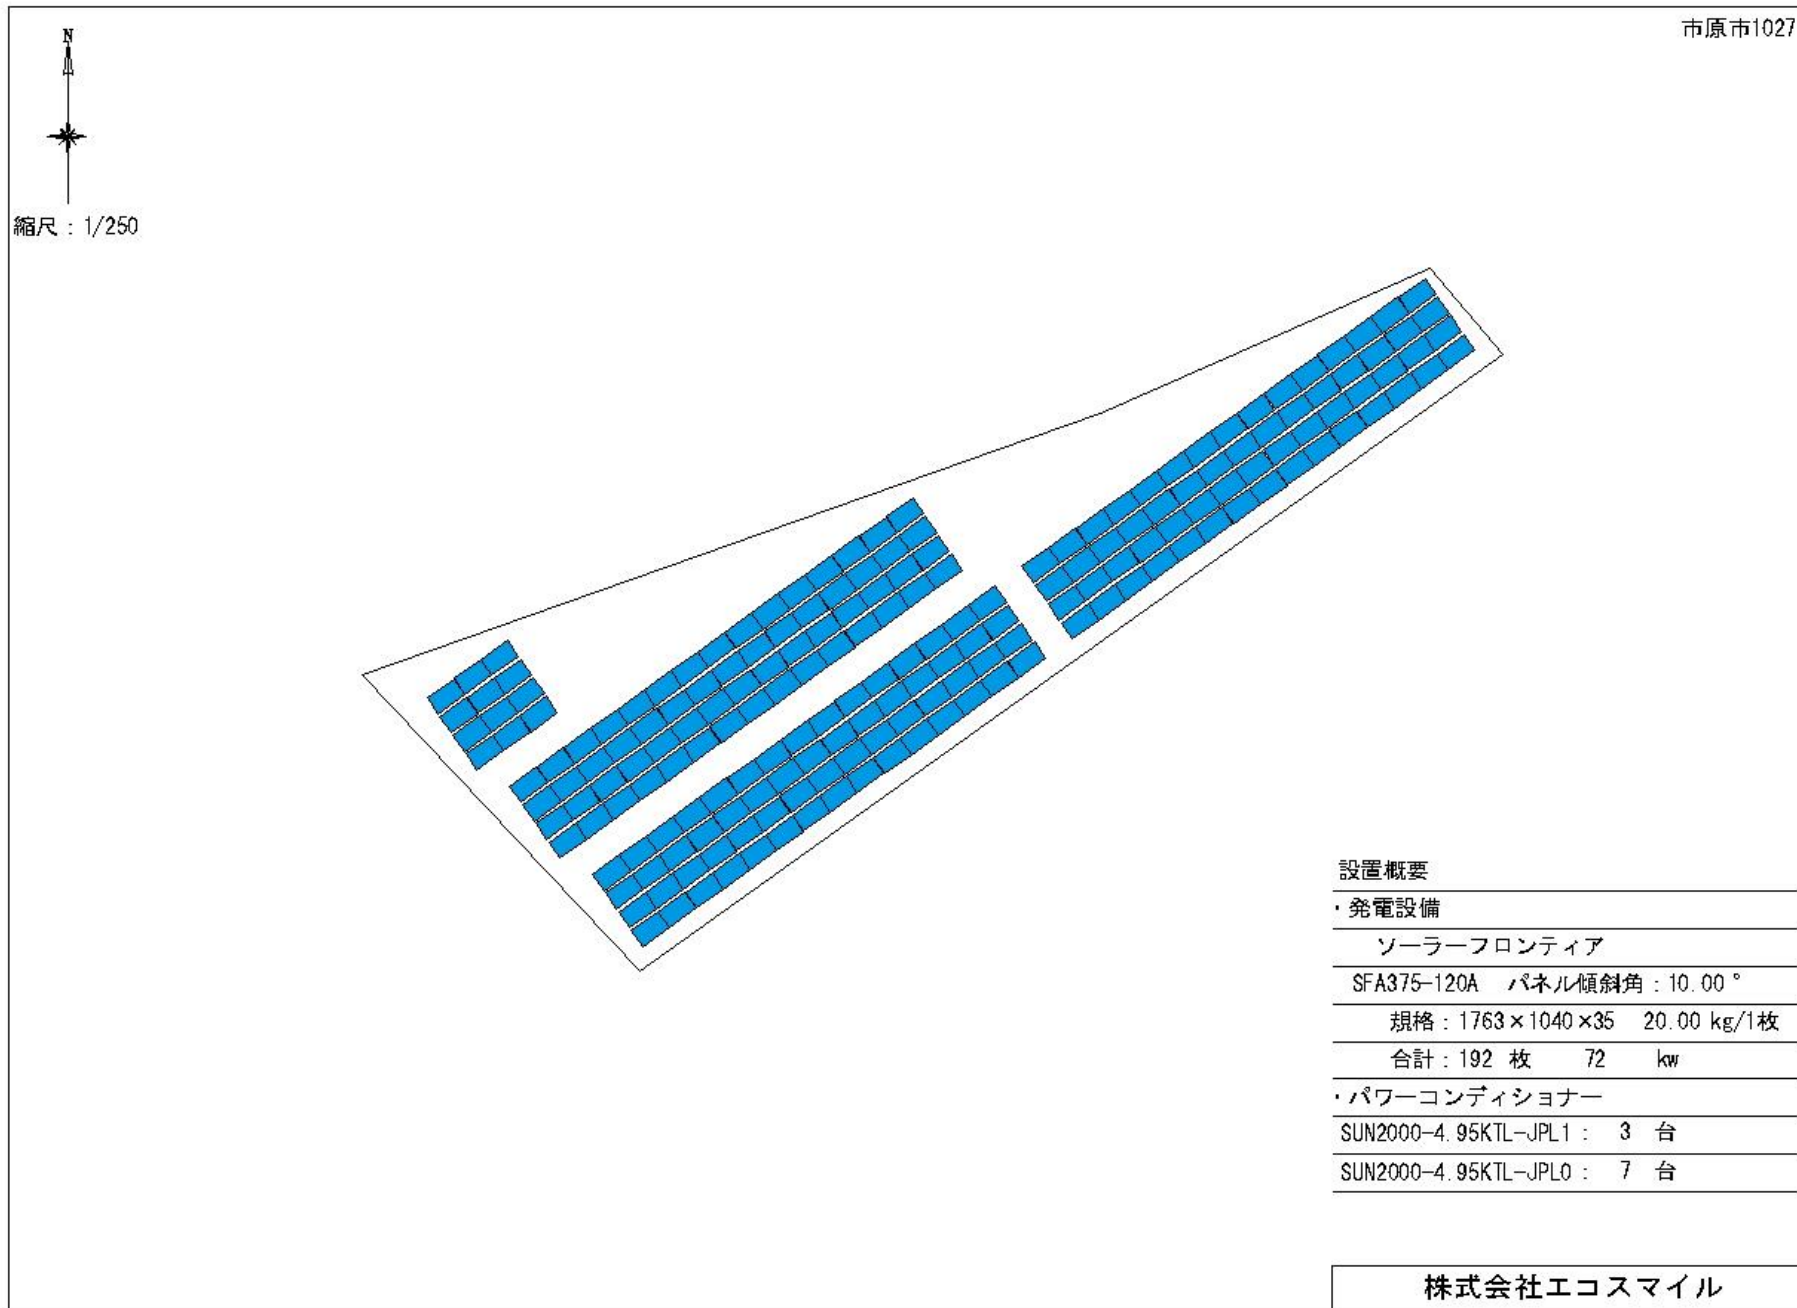 市原市1027
N
縮尺：1/250
設置概要
・発電設備
ソーラーフロンティア
SFA375-120A パネル傾斜角：10.00°
規格：1763×1040×35 20.00 kg/1枚
合計：192 枚 72 kw
・パワーコンディショナー
SUN2000-4.95KTL-JPL1： 3 台
SUN2000-4.95KTL-JPL0： 7 台
株式会社エコスマイル